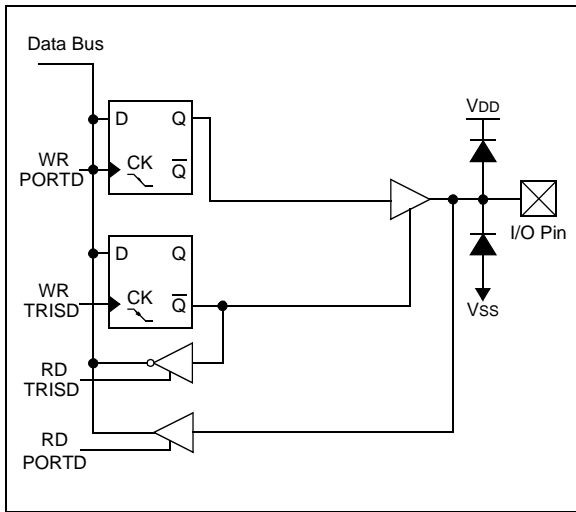 Data Bus
D Q
VDD
WR
PORTD
CK
Q̅
I/O Pin
D Q
WR
TRISD
CK
Q̅
VSS
RD
TRISD
RD
PORTD